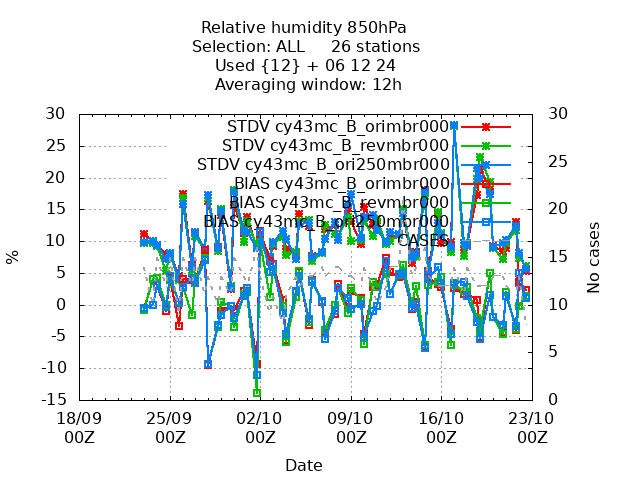 Relative humidity 850hPa
Selection: ALL 26 stations
Used {12} + 06 12 24
Averaging window: 12h
30
25
20
15
10
5
0
-5
-10
-15
%
STDV cy43mc_B_orimbr000
STDV cy43mc_B_revmbr000
STDV cy43mc_B_ori250mbr000
BIAS cy43mc_B_orimbr000
BIAS cy43mc_B_revmbr000
BIAS cy43mc_B_ori250mbr000
CASES
30
25
20
15
10
5
0
No cases
18/09 25/09 02/10 09/10 16/10 23/10
00Z 00Z 00Z 00Z 00Z 00Z
Date